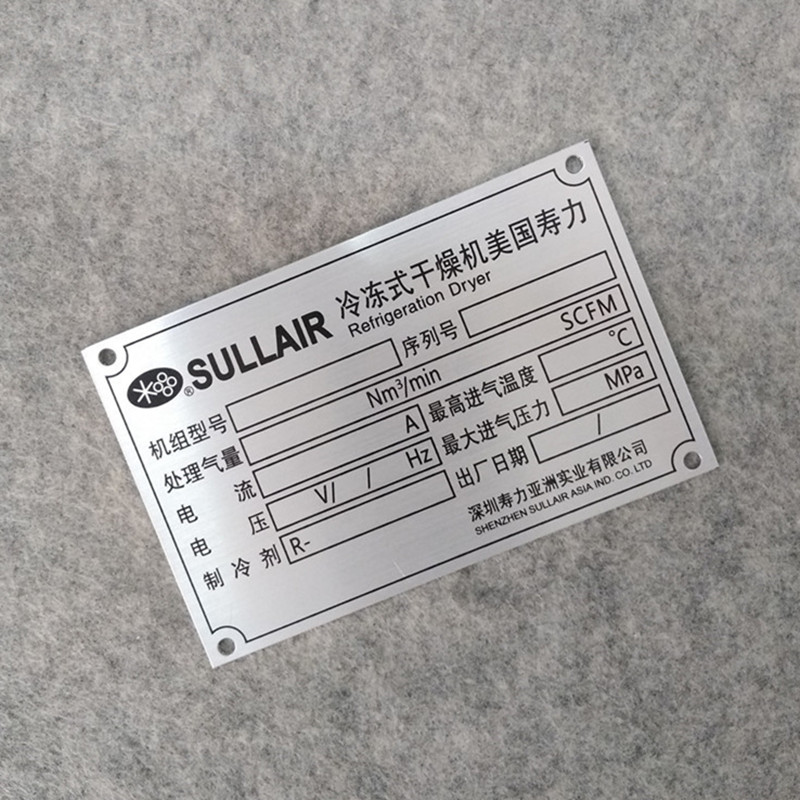 SULLAIR 冷冻式干燥机美国寿力
® Refrigeration Dryer
机组型号 序列号
处理气量 Nm³/min SCFM
电 流 A 最高进气温度 °C
电 压 V/ / Hz 最大进气压力 MPa
制 冷 剂 R- 出厂日期 /
深圳寿力亚洲实业有限公司
SHENZHEN SULLAIR ASIA IND. CO. LTD